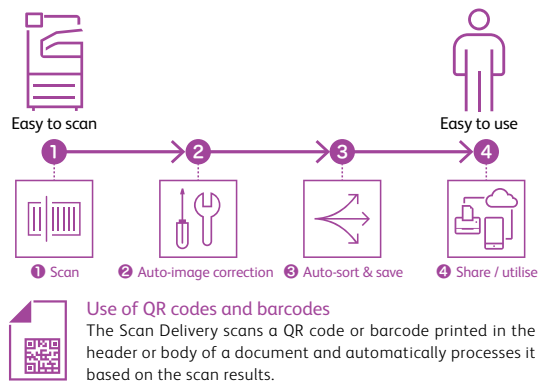 Easy to scan
Easy to use
1 2 3 4
❶ Scan
❷ Auto-image correction
❸ Auto-sort & save
❹ Share / utilise
Use of QR codes and barcodes
The Scan Delivery scans a QR code or barcode printed in the
header or body of a document and automatically processes it
based on the scan results.